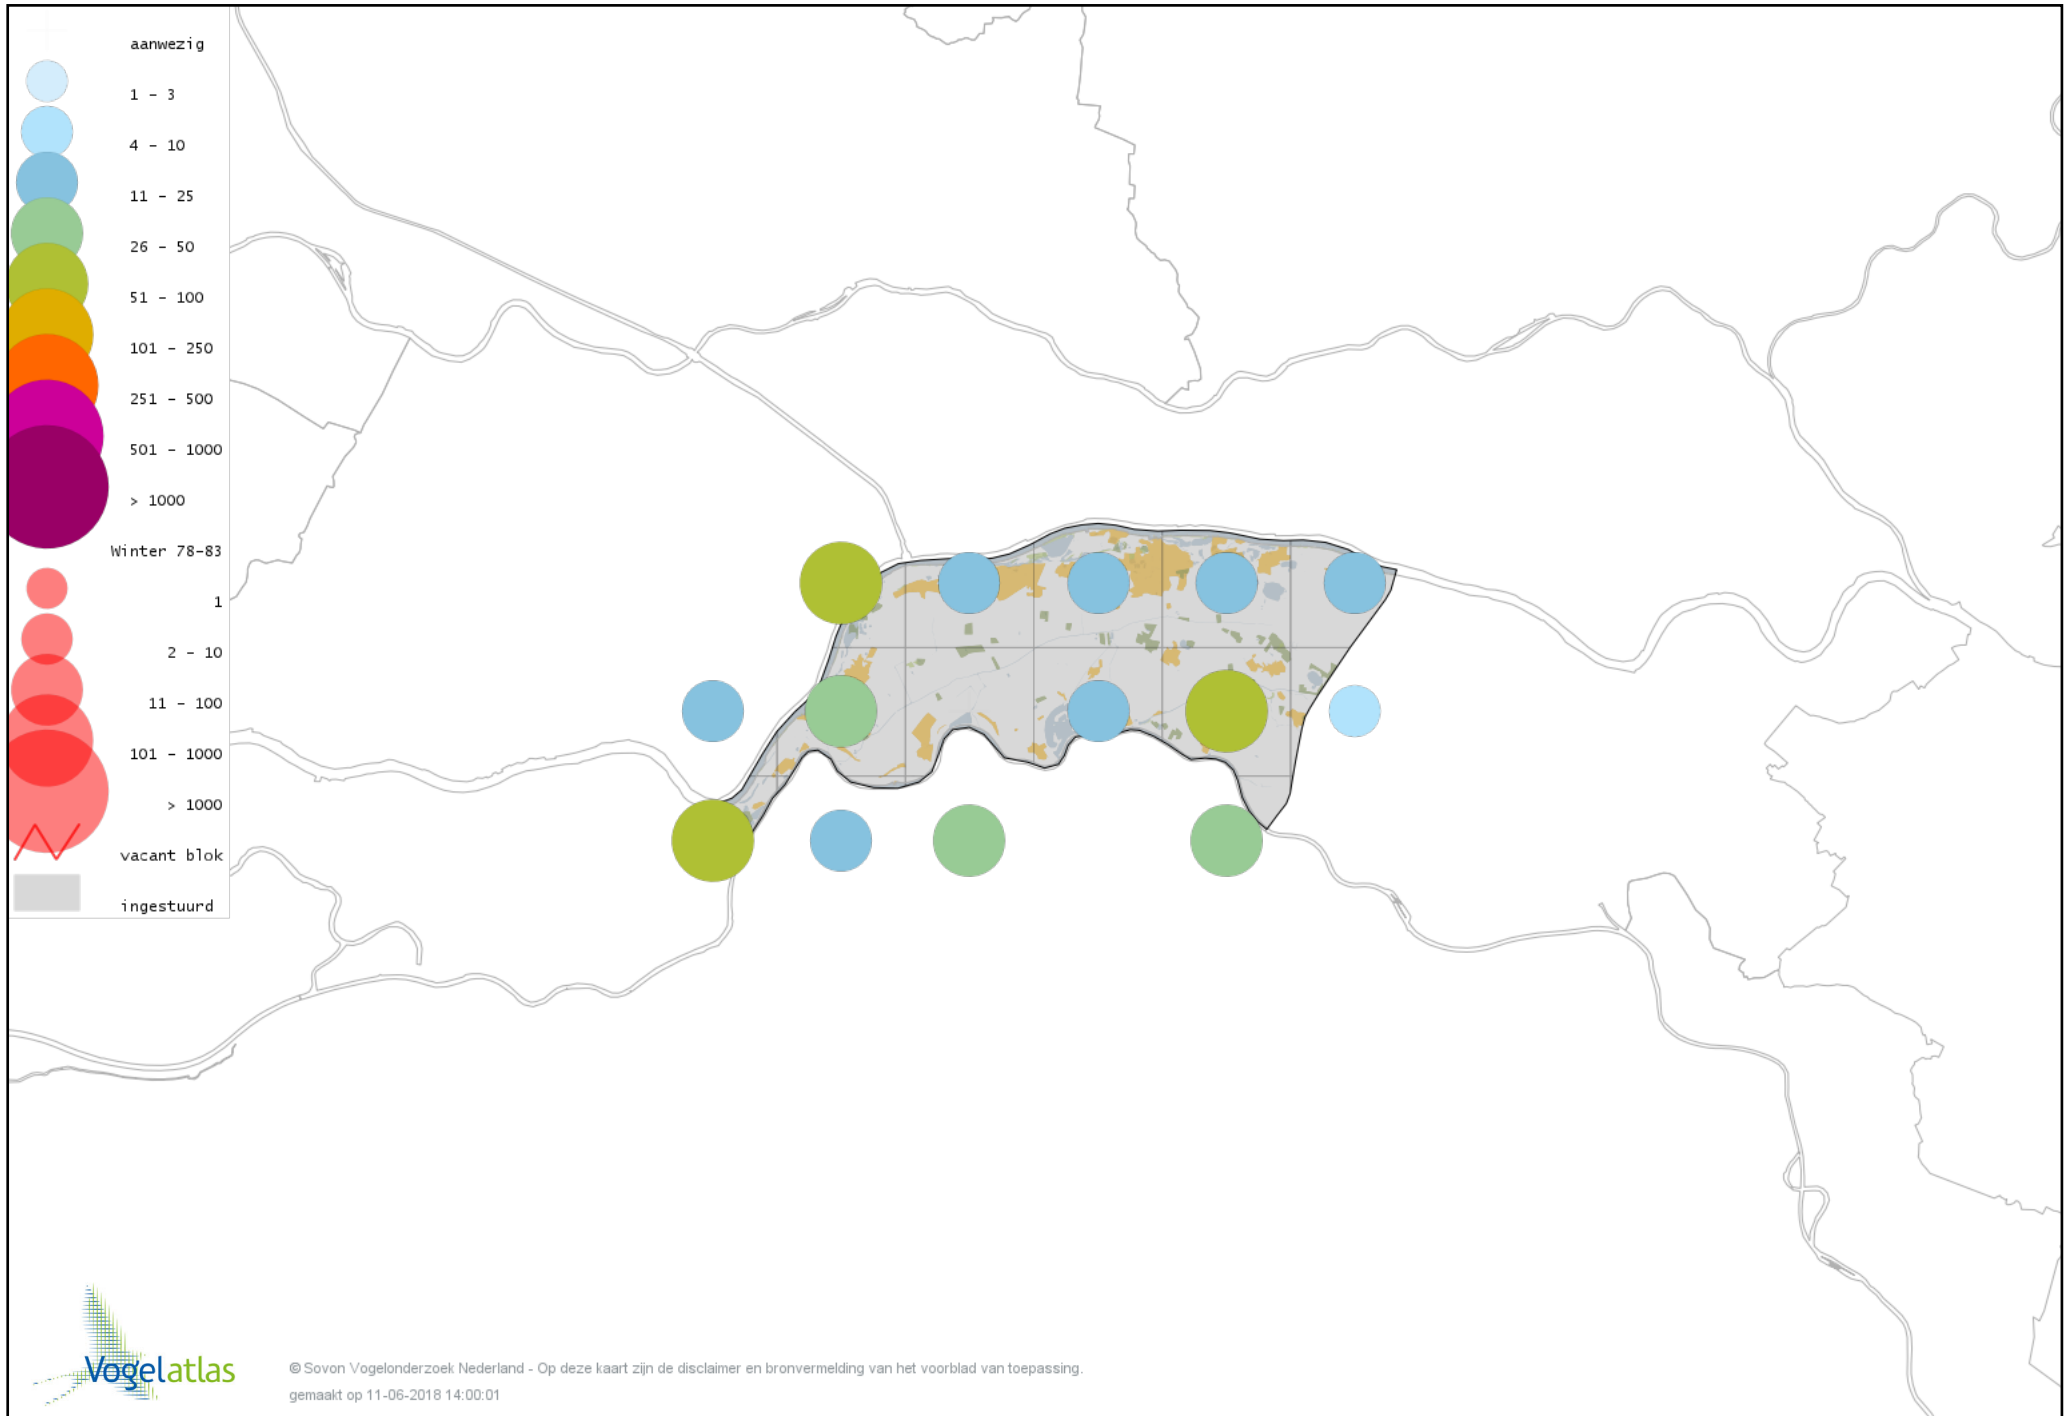 aanwezig
1 - 3
4 - 10
11 - 25
26 - 50
51 - 100
101 - 250
251 - 500
501 - 1000
> 1000
Winter 78-83
1
2 - 10
11 - 100
101 - 1000
> 1000
vacant blok
ingestuurd
Vogelatlas
© Sovon Vogelonderzoek Nederland - Op deze kaart zijn de disclaimer en bronvermelding van het voorblad van toepassing.
gemaakt op 11-06-2018 14:00:01